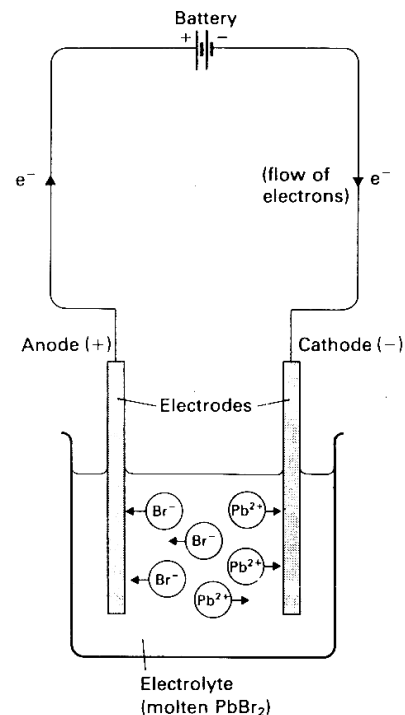 Battery
+ −
e⁻
(flow of
electrons)
e⁻
Anode (+)
Cathode (−)
Electrodes
Br⁻
Pb²⁺
Br⁻
Br⁻
Pb²⁺
Pb²⁺
Electrolyte
(molten PbBr₂)